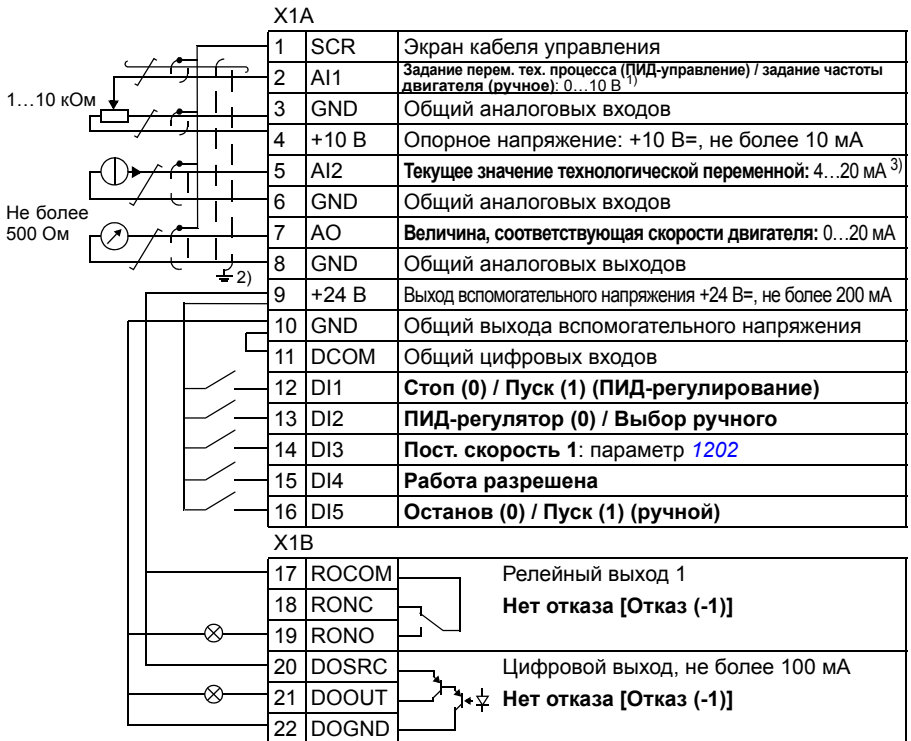 X1A
1 SCR Экран кабеля управления
2 AI1 Задание перем. тех. процесса (ПИД-управление) / задание частоты
двигателя (ручное): 0…10 В 1)
1…10 кОм
3 GND Общий аналоговых входов
4 +10 В Опорное напряжение: +10 В=, не более 10 мА
5 AI2 Текущее значение технологической переменной: 4…20 мА 3)
6 GND Общий аналоговых входов
Не более
500 Ом
7 AO Величина, соответствующая скорости двигателя: 0…20 мА
8 GND Общий аналоговых выходов
2)
9 +24 В Выход вспомогательного напряжения +24 В=, не более 200 мА
10 GND Общий выхода вспомогательного напряжения
11 DCOM Общий цифровых входов
12 DI1 Стоп (0) / Пуск (1) (ПИД-регулирование)
13 DI2 ПИД-регулятор (0) / Выбор ручного
14 DI3 Пост. скорость 1: параметр 1202
15 DI4 Работа разрешена
16 DI5 Останов (0) / Пуск (1) (ручной)
X1B
17 ROCOM Релейный выход 1
18 RONC Нет отказа [Отказ (-1)]
19 RONO
20 DOSRC Цифровой выход, не более 100 мА
21 DOOUT Нет отказа [Отказ (-1)]
22 DOGND